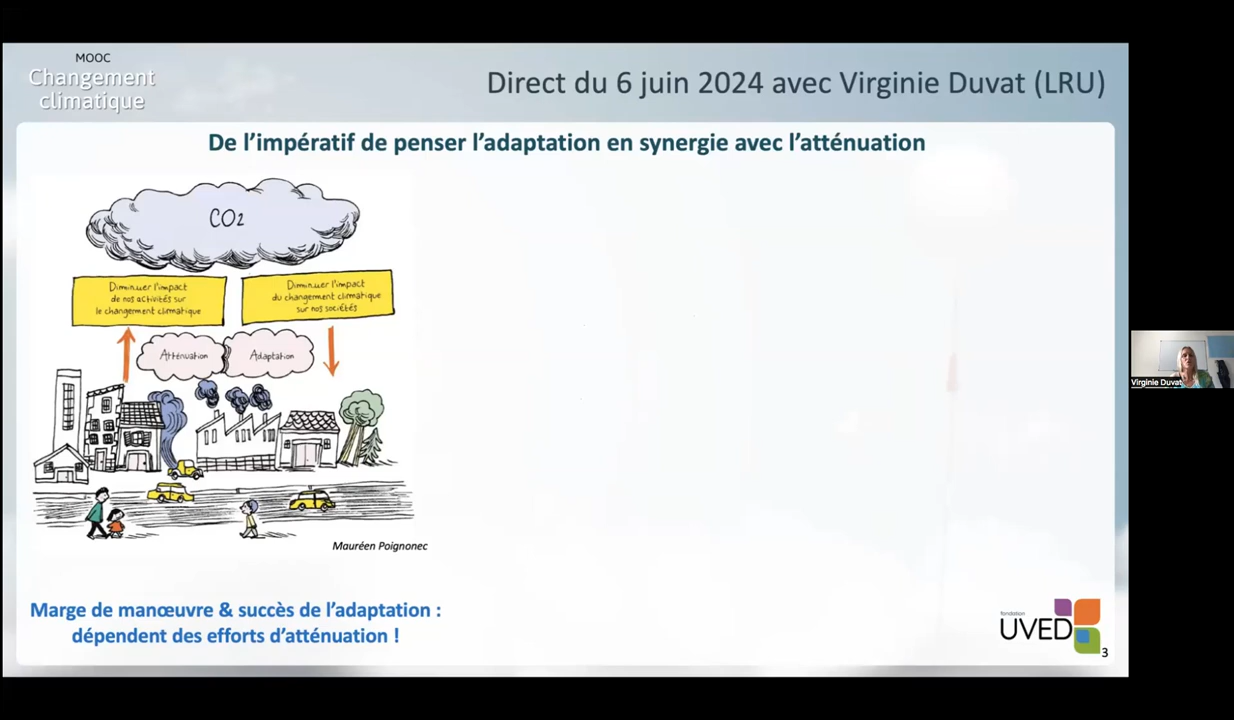 MOOC
Changement
climatique
Direct du 6 juin 2024 avec Virginie Duvat (LRU)
De l’impératif de penser l’adaptation en synergie avec l’atténuation
CO2
Diminuer l'impact
de nos activités sur
le changement climatique
Diminuer l'impact
du changement climatique
sur nos sociétés
Atténuation
Adaptation
Virginie Duvat
Mauréen Poignonec
Marge de manœuvre & succès de l’adaptation :
dépendent des efforts d’atténuation !
fondation
UVED
3